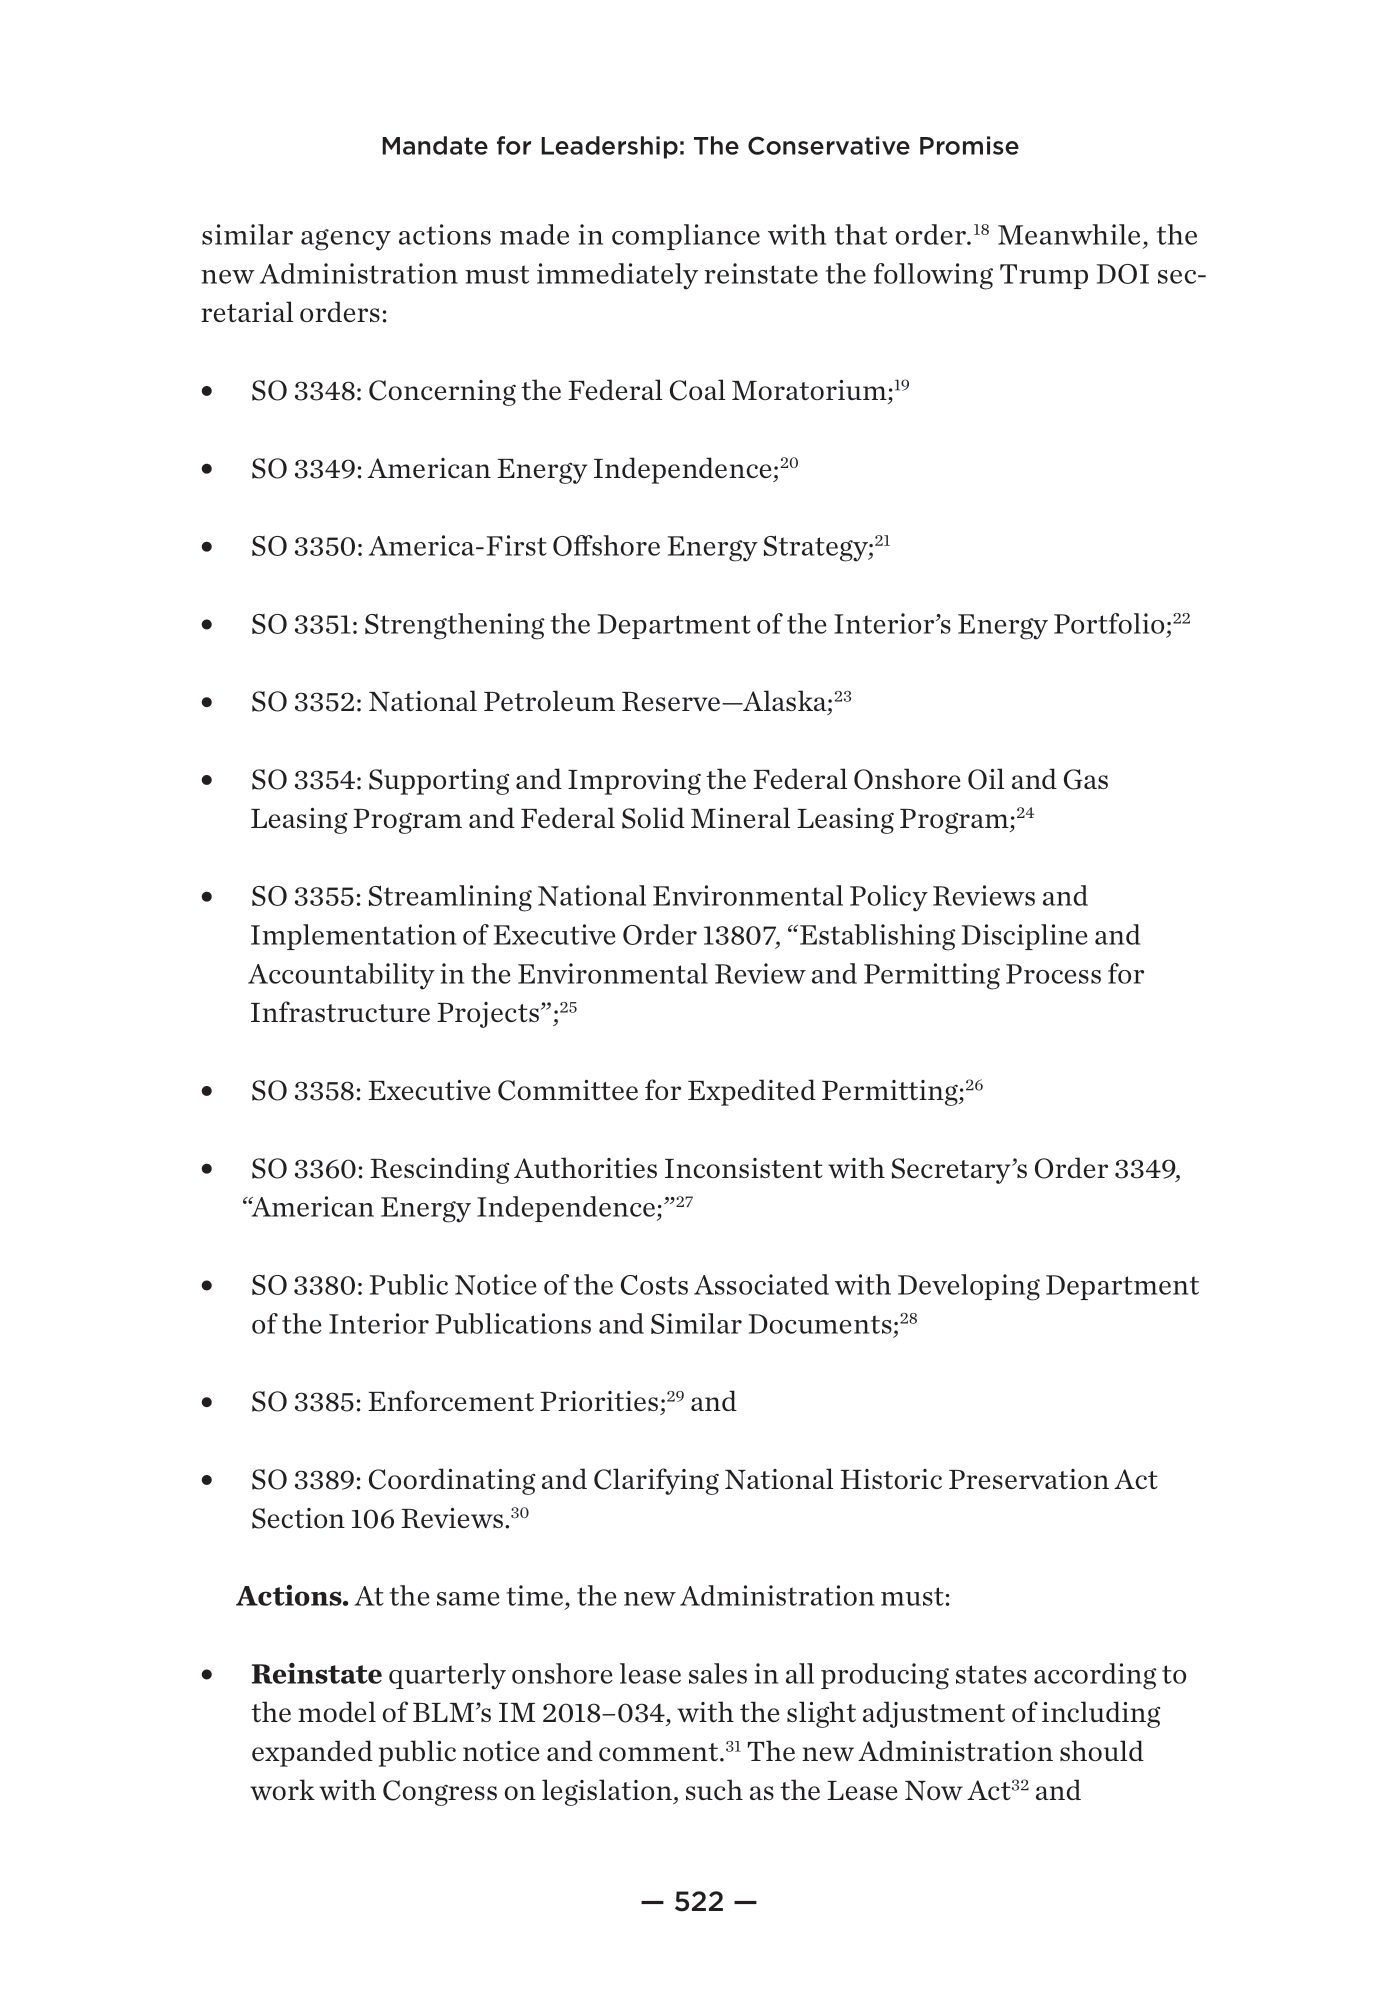 Mandate for Leadership: The Conservative Promise
similar agency actions made in compliance with that order.18 Meanwhile, the
new Administration must immediately reinstate the following Trump DOI sec-
retarial orders:
• SO 3348: Concerning the Federal Coal Moratorium;19
• SO 3349: American Energy Independence;20
• SO 3350: America-First Offshore Energy Strategy;21
• SO 3351: Strengthening the Department of the Interior’s Energy Portfolio;22
• SO 3352: National Petroleum Reserve—Alaska;23
• SO 3354: Supporting and Improving the Federal Onshore Oil and Gas
Leasing Program and Federal Solid Mineral Leasing Program;24
• SO 3355: Streamlining National Environmental Policy Reviews and
Implementation of Executive Order 13807, “Establishing Discipline and
Accountability in the Environmental Review and Permitting Process for
Infrastructure Projects”;25
• SO 3358: Executive Committee for Expedited Permitting;26
• SO 3360: Rescinding Authorities Inconsistent with Secretary’s Order 3349,
“American Energy Independence;”27
• SO 3380: Public Notice of the Costs Associated with Developing Department
of the Interior Publications and Similar Documents;28
• SO 3385: Enforcement Priorities;29 and
• SO 3389: Coordinating and Clarifying National Historic Preservation Act
Section 106 Reviews.30
Actions. At the same time, the new Administration must:
• Reinstate quarterly onshore lease sales in all producing states according to
the model of BLM’s IM 2018–034, with the slight adjustment of including
expanded public notice and comment.31 The new Administration should
work with Congress on legislation, such as the Lease Now Act32 and
— 522 —